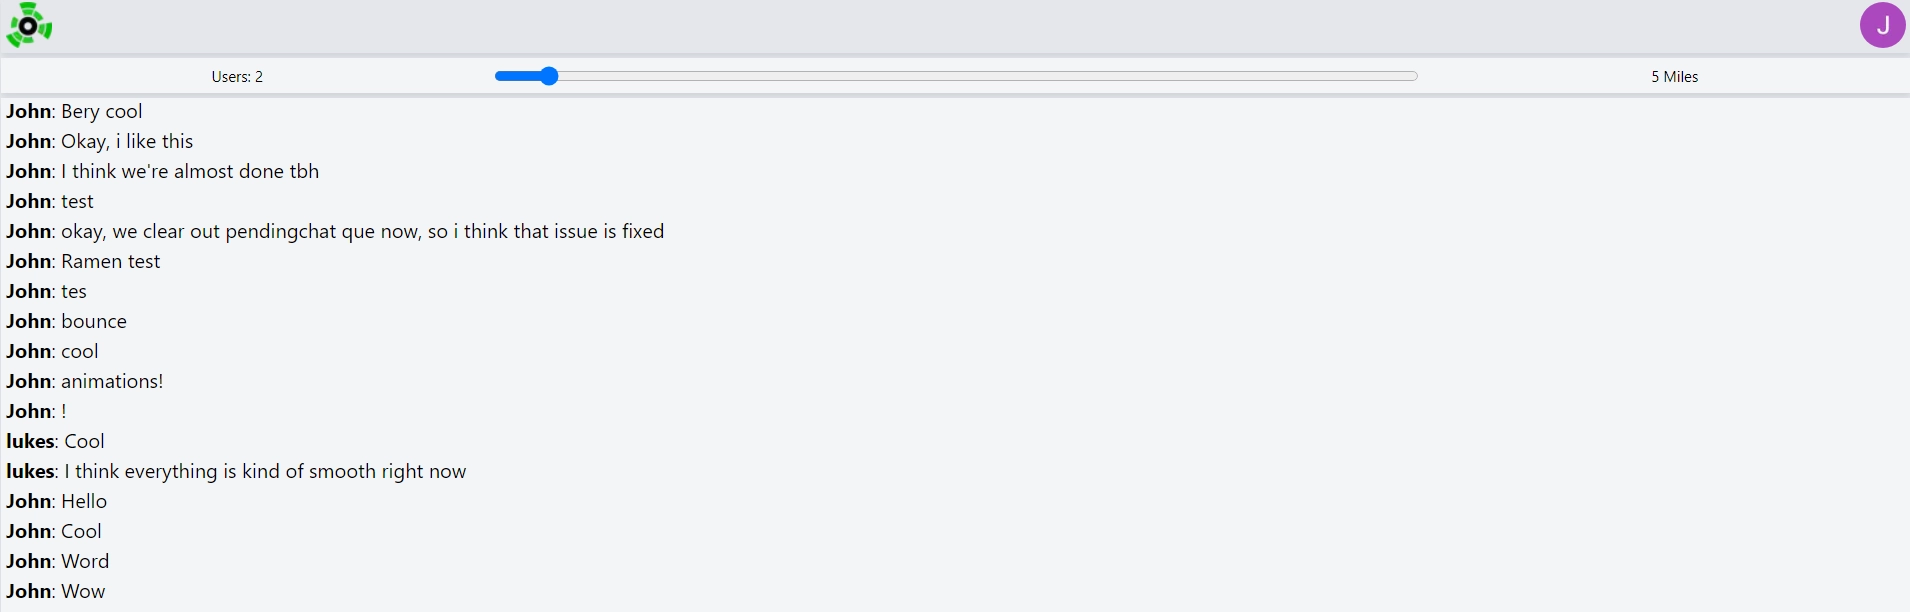 J
Users: 2
5 Miles
John: Bery cool
John: Okay, i like this
John: I think we're almost done tbh
John: test
John: okay, we clear out pendingchat que now, so i think that issue is fixed
John: Ramen test
John: tes
John: bounce
John: cool
John: animations!
John: !
lukes: Cool
lukes: I think everything is kind of smooth right now
John: Hello
John: Cool
John: Word
John: Wow